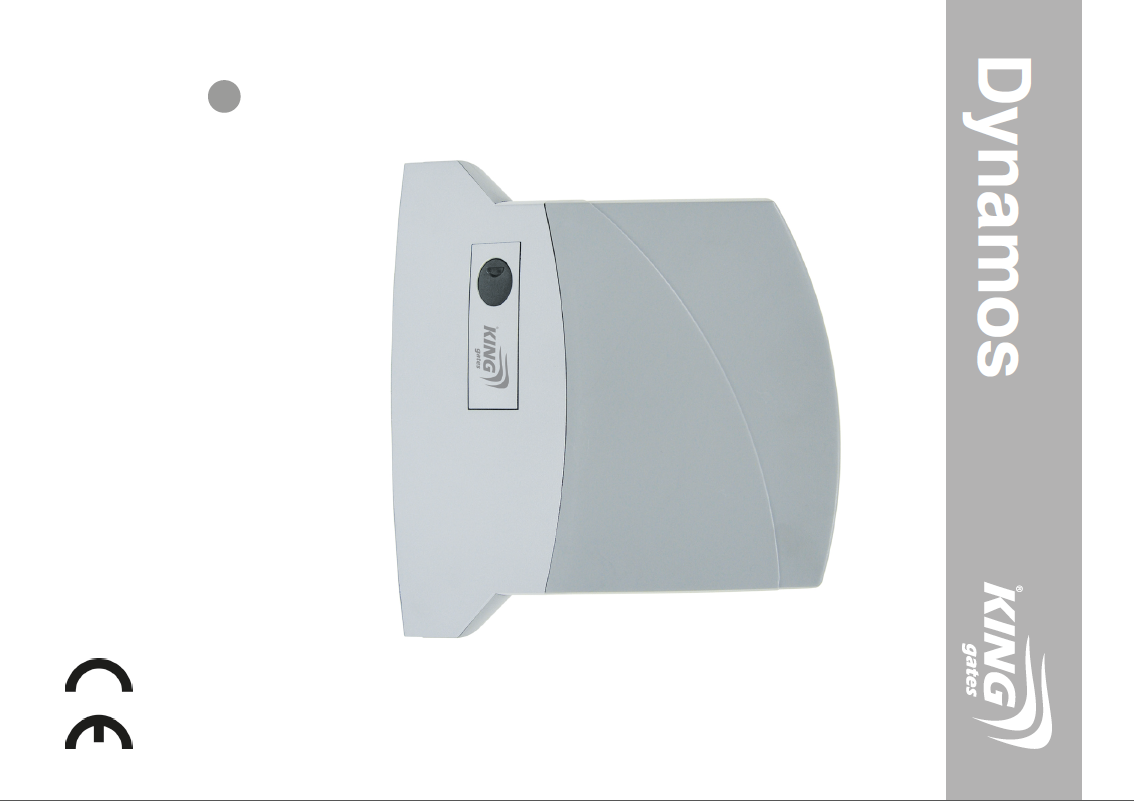 Dynamos
KING®
gates
KING
gates
CE